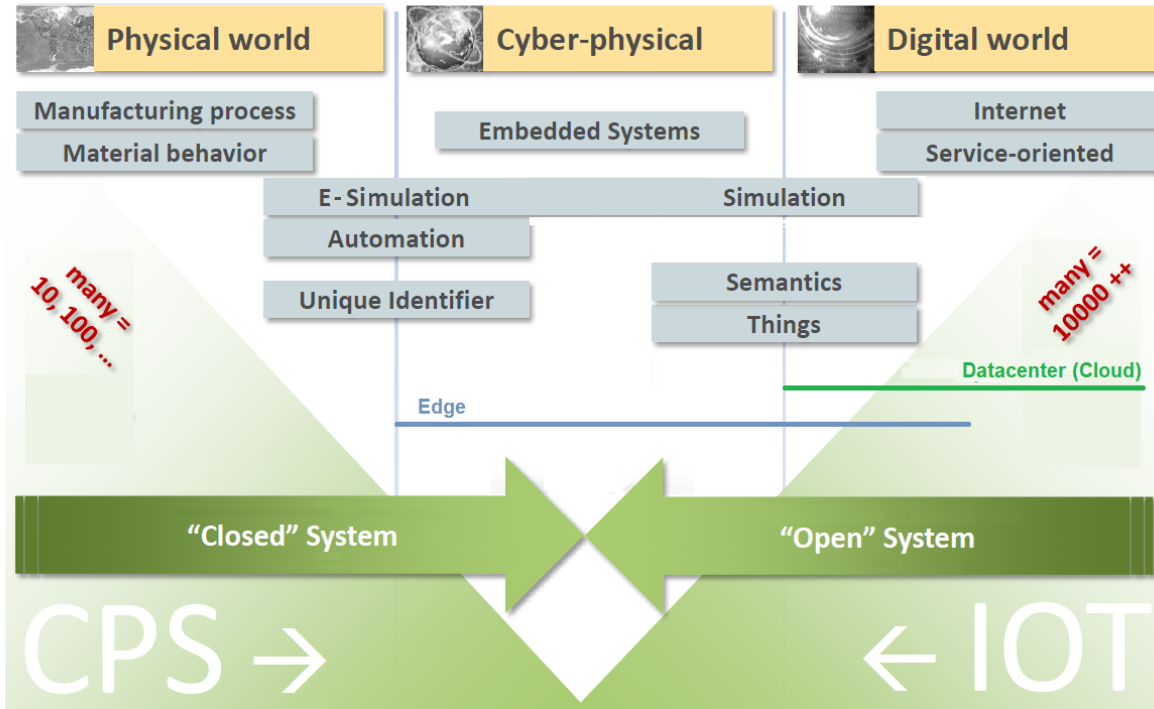 Physical world
Cyber-physical
Digital world
Manufacturing process
Material behavior
Embedded Systems
Internet
Service-oriented
E-Simulation
Simulation
Automation
Unique Identifier
Semantics
Things
many =
10, 100, ...
many =
10000 ++
Datacenter (Cloud)
Edge
“Closed” System
“Open” System
CPS →
← IOT